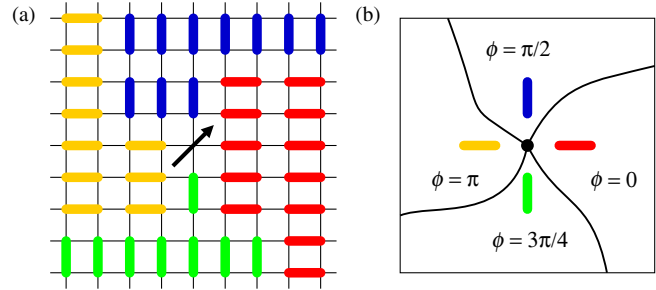 (a)
(b)
ϕ = π/2
ϕ = π
ϕ = 0
ϕ = 3π/4